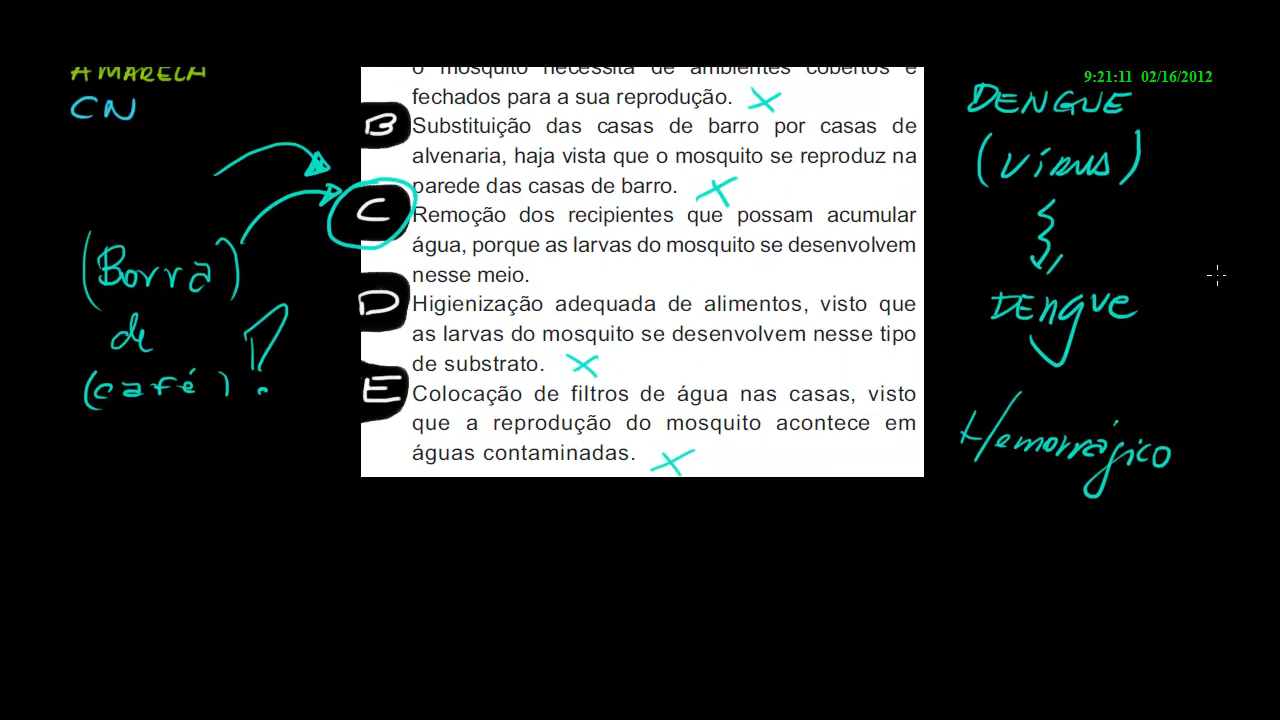 AMARELA
CN
(Borra)
de
(café) ?
o mosquito necessita de ambientes cobertos e
fechados para a sua reprodução.
B Substituição das casas de barro por casas de
alvenaria, haja vista que o mosquito se reproduz na
parede das casas de barro.
C Remoção dos recipientes que possam acumular
água, porque as larvas do mosquito se desenvolvem
nesse meio.
D Higienização adequada de alimentos, visto que
as larvas do mosquito se desenvolvem nesse tipo
de substrato.
E Colocação de filtros de água nas casas, visto
que a reprodução do mosquito acontece em
águas contaminadas.
9:21:11 02/16/2012
DENGUE
(VÍRUS)
DENGUE
Hemorrágico